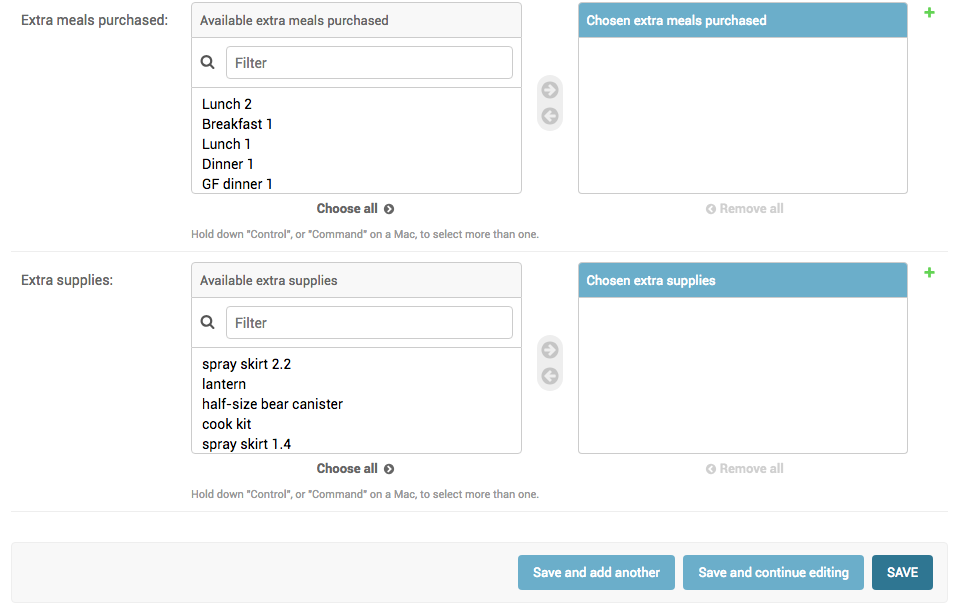 Extra meals purchased:
Available extra meals purchased
Filter
Lunch 2
Breakfast 1
Lunch 1
Dinner 1
GF dinner 1
Choose all
Hold down "Control", or "Command" on a Mac, to select more than one.
Chosen extra meals purchased
Remove all
Extra supplies:
Available extra supplies
Filter
spray skirt 2.2
lantern
half-size bear canister
cook kit
spray skirt 1.4
Choose all
Hold down "Control", or "Command" on a Mac, to select more than one.
Chosen extra supplies
Remove all
Save and add another
Save and continue editing
SAVE